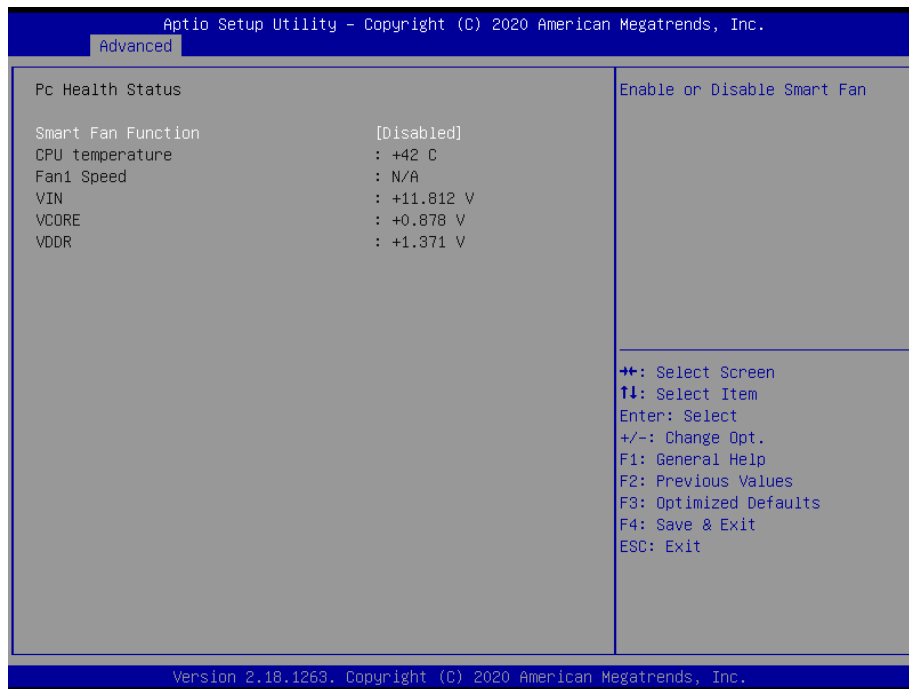 Aptio Setup Utility – Copyright (C) 2020 American Megatrends, Inc.
Advanced
Pc Health Status
Smart Fan Function [Disabled]
CPU temperature : +42 C
Fan1 Speed : N/A
VIN : +11.812 V
VCORE : +0.878 V
VDDR : +1.371 V
Enable or Disable Smart Fan
→←: Select Screen
↑↓: Select Item
Enter: Select
+/-: Change Opt.
F1: General Help
F2: Previous Values
F3: Optimized Defaults
F4: Save & Exit
ESC: Exit
Version 2.18.1263. Copyright (C) 2020 American Megatrends, Inc.